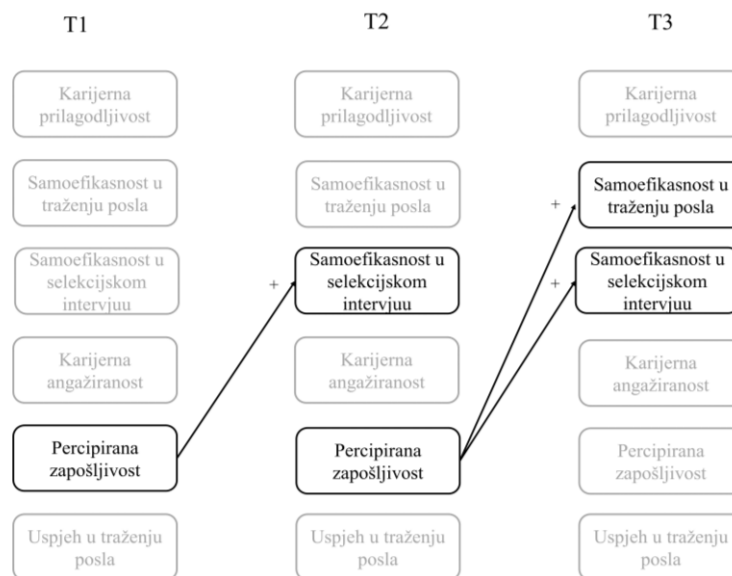 T1
T2
T3
Karijerna
prilagodljivost
Karijerna
prilagodljivost
Karijerna
prilagodljivost
Samoefikasnost u
traženju posla
Samoefikasnost u
traženju posla
+
Samoefikasnost u
traženju posla
Samoefikasnost u
selekcijskom
intervjuu
+
Samoefikasnost u
selekcijskom
intervjuu
+
Samoefikasnost u
selekcijskom
intervjuu
Karijerna
angažiranost
Karijerna
angažiranost
Karijerna
angažiranost
Percipirana
zapošljivost
Percipirana
zapošljivost
Percipirana
zapošljivost
Uspjeh u traženju
posla
Uspjeh u traženju
posla
Uspjeh u traženju
posla